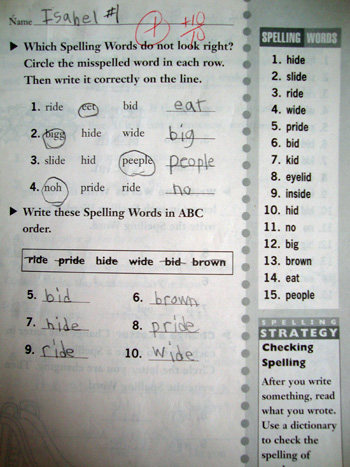 Name Isabel #1
+10
10
Which Spelling Words do not look right?
Circle the misspelled word in each row.
Then write it correctly on the line.
1. ride eet bid eat
2. bigg hide wide big
3. slide hid peeple people
4. noh pride ride no
Write these Spelling Words in ABC
order.
ride pride hide wide bid brown
5. bid 6. brown
7. hide 8. pride
9. ride 10. wide
SPELLING WORDS
1. hide
2. slide
3. ride
4. wide
5. pride
6. bid
7. kid
8. eyelid
9. inside
10. hid
11. no
12. big
13. brown
14. eat
15. people
SPELLING
STRATEGY
Checking
Spelling
After you write
something, read
what you wrote.
Use a dictionary
to check the
spelling of